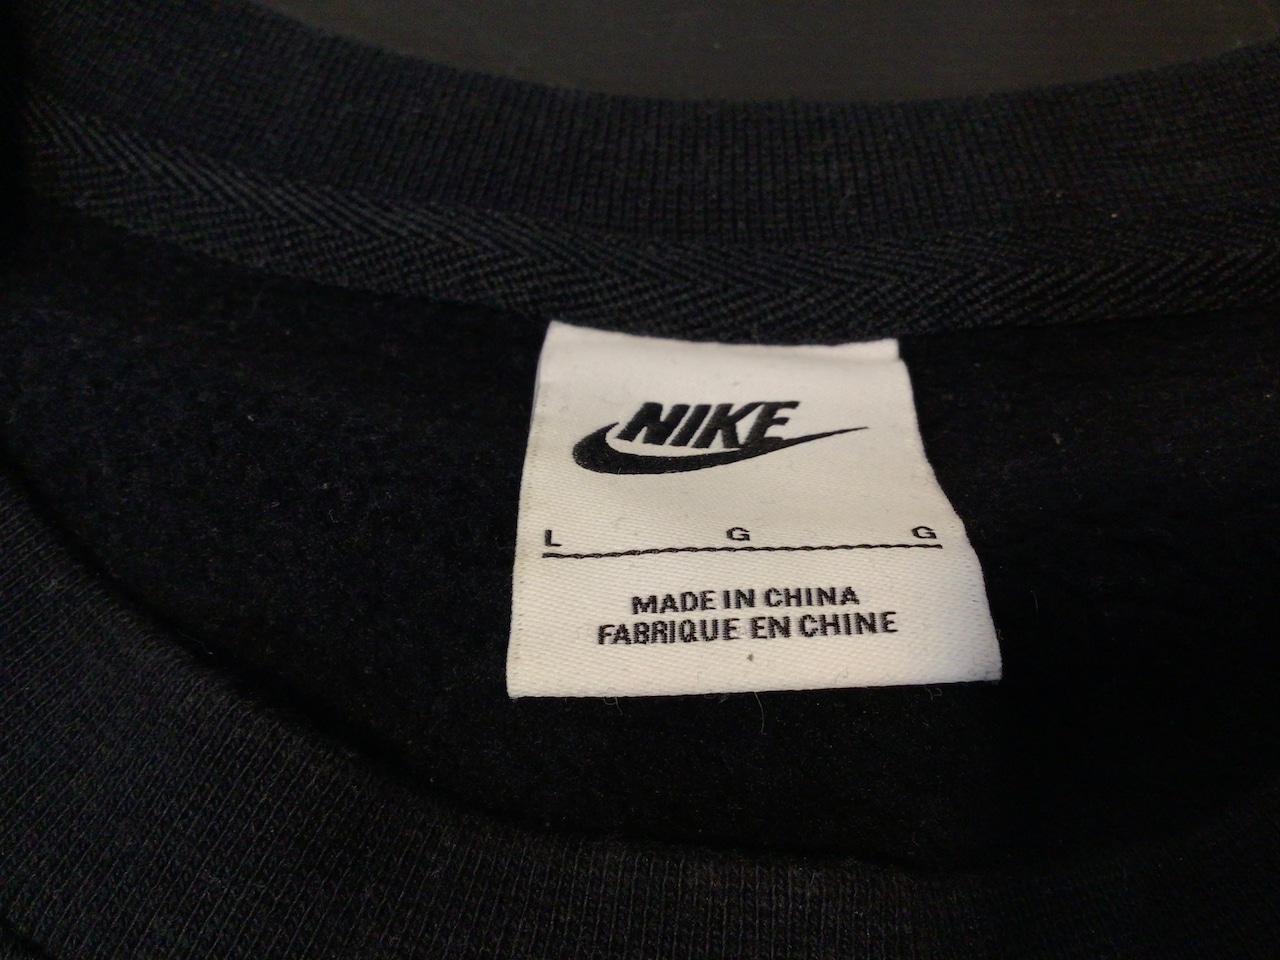 NIKE
L G G
MADE IN CHINA
FABRIQUE EN CHINE